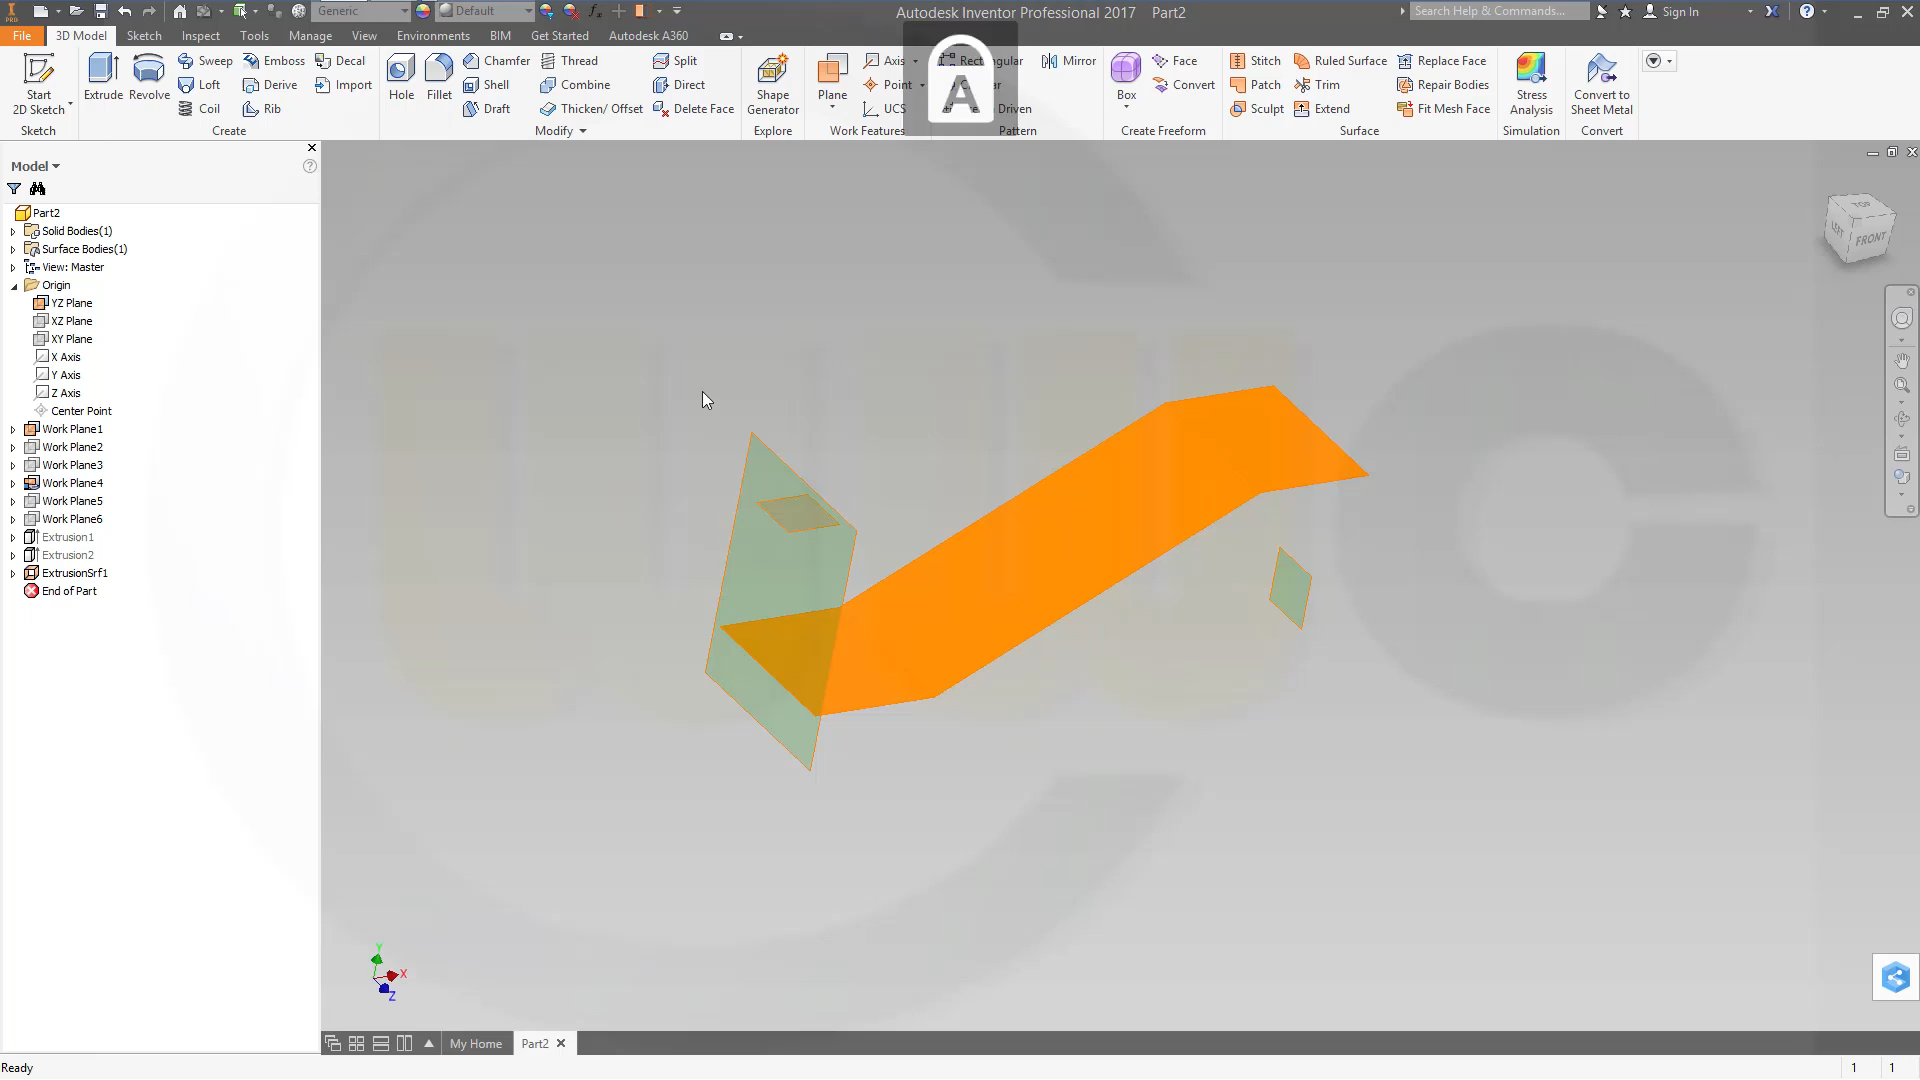 PRO
Generic
Default
fx
Autodesk Inventor Professional 2017 Part2
Search Help & Commands...
Sign In
File
3D Model
Sketch
Inspect
Tools
Manage
View
Environments
BIM
Get Started
Autodesk A360
Start
2D Sketch
Sketch
Extrude
Revolve
Sweep
Loft
Coil
Emboss
Derive
Rib
Decal
Import
Create
Hole
Fillet
Chamfer
Shell
Draft
Thread
Combine
Thicken/ Offset
Split
Direct
Delete Face
Modify
Shape
Generator
Explore
Plane
Axis
Point
UCS
Work Features
A
Driven
Mirror
Pattern
Box
Face
Convert
Create Freeform
Stitch
Patch
Sculpt
Ruled Surface
Trim
Extend
Replace Face
Repair Bodies
Fit Mesh Face
Surface
Stress
Analysis
Simulation
Convert to
Sheet Metal
Convert
Model
Part2
Solid Bodies(1)
Surface Bodies(1)
View: Master
Origin
YZ Plane
XZ Plane
XY Plane
X Axis
Y Axis
Z Axis
Center Point
Work Plane1
Work Plane2
Work Plane3
Work Plane4
Work Plane5
Work Plane6
Extrusion1
Extrusion2
ExtrusionSrf1
End of Part
TOP
LEFT
FRONT
Y
X
Z
My Home
Part2
Ready
1
1